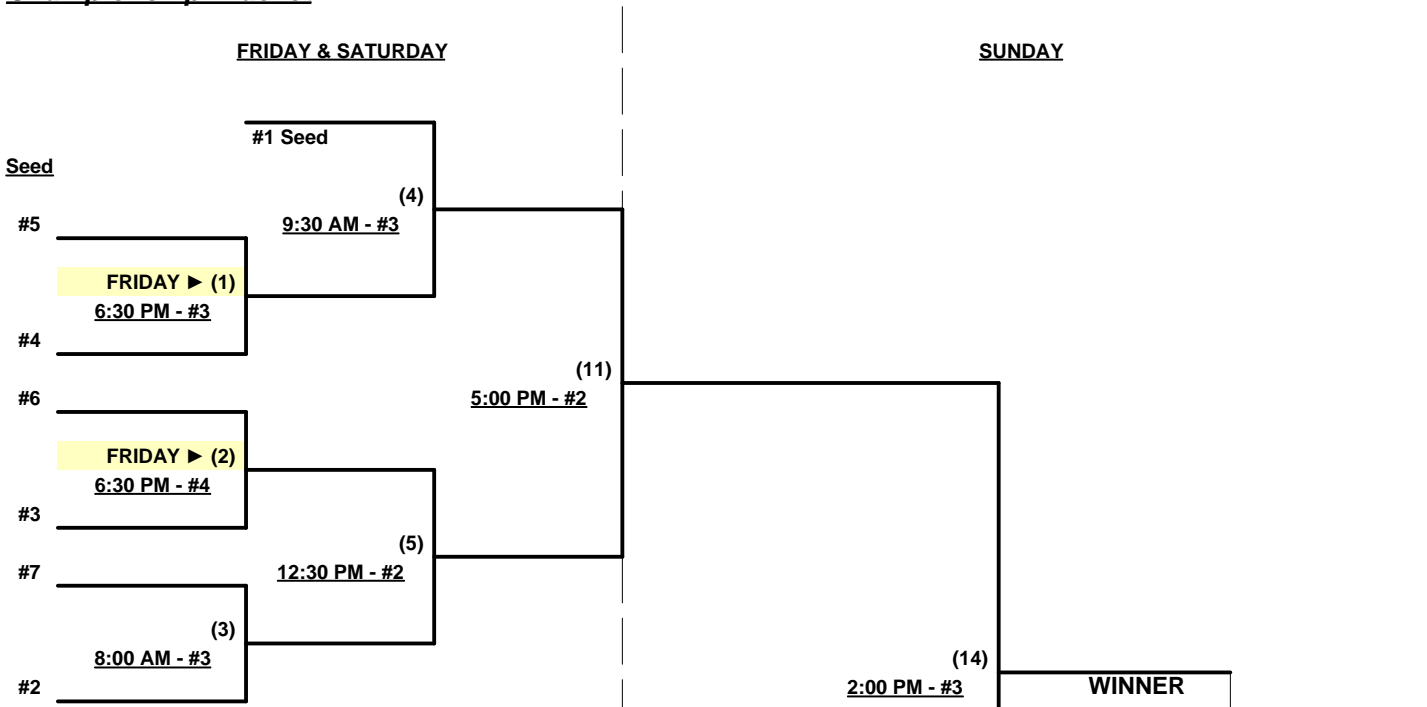 FRIDAY & SATURDAY
SUNDAY
#1 Seed
Seed
(4)
#5
9:30 AM - #3
FRIDAY ► (1)
6:30 PM - #3
#4
(11)
#6
5:00 PM - #2
FRIDAY ► (2)
6:30 PM - #4
#3
(5)
#7
12:30 PM - #2
(3)
8:00 AM - #3
(14)
#2
2:00 PM - #3
WINNER